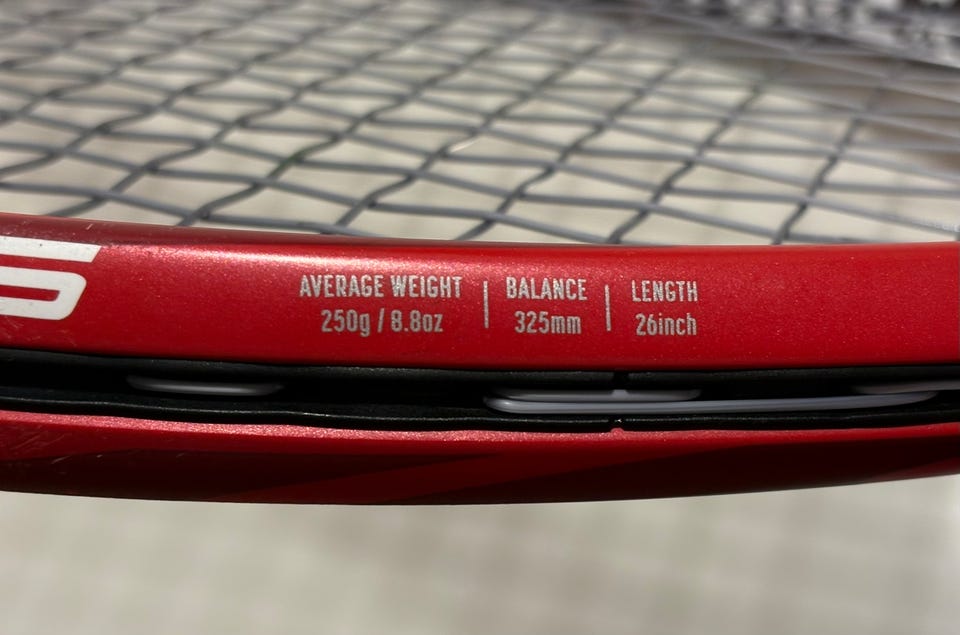 AVERAGE WEIGHT | BALANCE | LENGTH
250g / 8.8oz | 325mm | 26inch